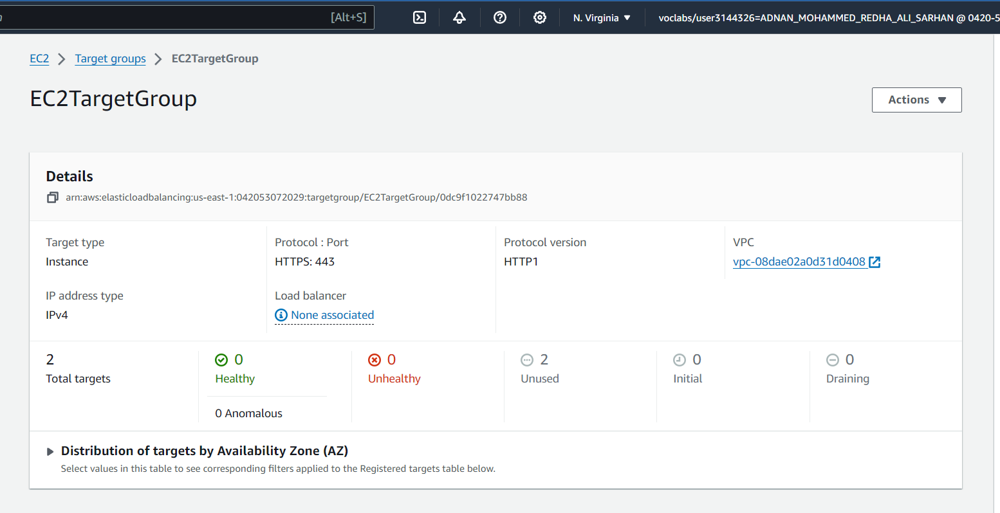 [Alt+S] N. Virginia voclabs/user3144326=ADNAN_MOHAMMED_REDHA_ALI_SARHAN @ 0420-5
EC2 Target groups EC2TargetGroup
EC2TargetGroup
Actions
Details
arn:aws:elasticloadbalancing:us-east-1:042053072029:targetgroup/EC2TargetGroup/0dc9f1022747bb88
Target type
Instance
Protocol : Port
HTTPS: 443
Protocol version
HTTP1
VPC
vpc-08dae02a0d31d0408
IP address type
IPv4
Load balancer
None associated
2
Total targets
0
Healthy
0 Anomalous
0
Unhealthy
2
Unused
0
Initial
0
Draining
Distribution of targets by Availability Zone (AZ)
Select values in this table to see corresponding filters applied to the Registered targets table below.